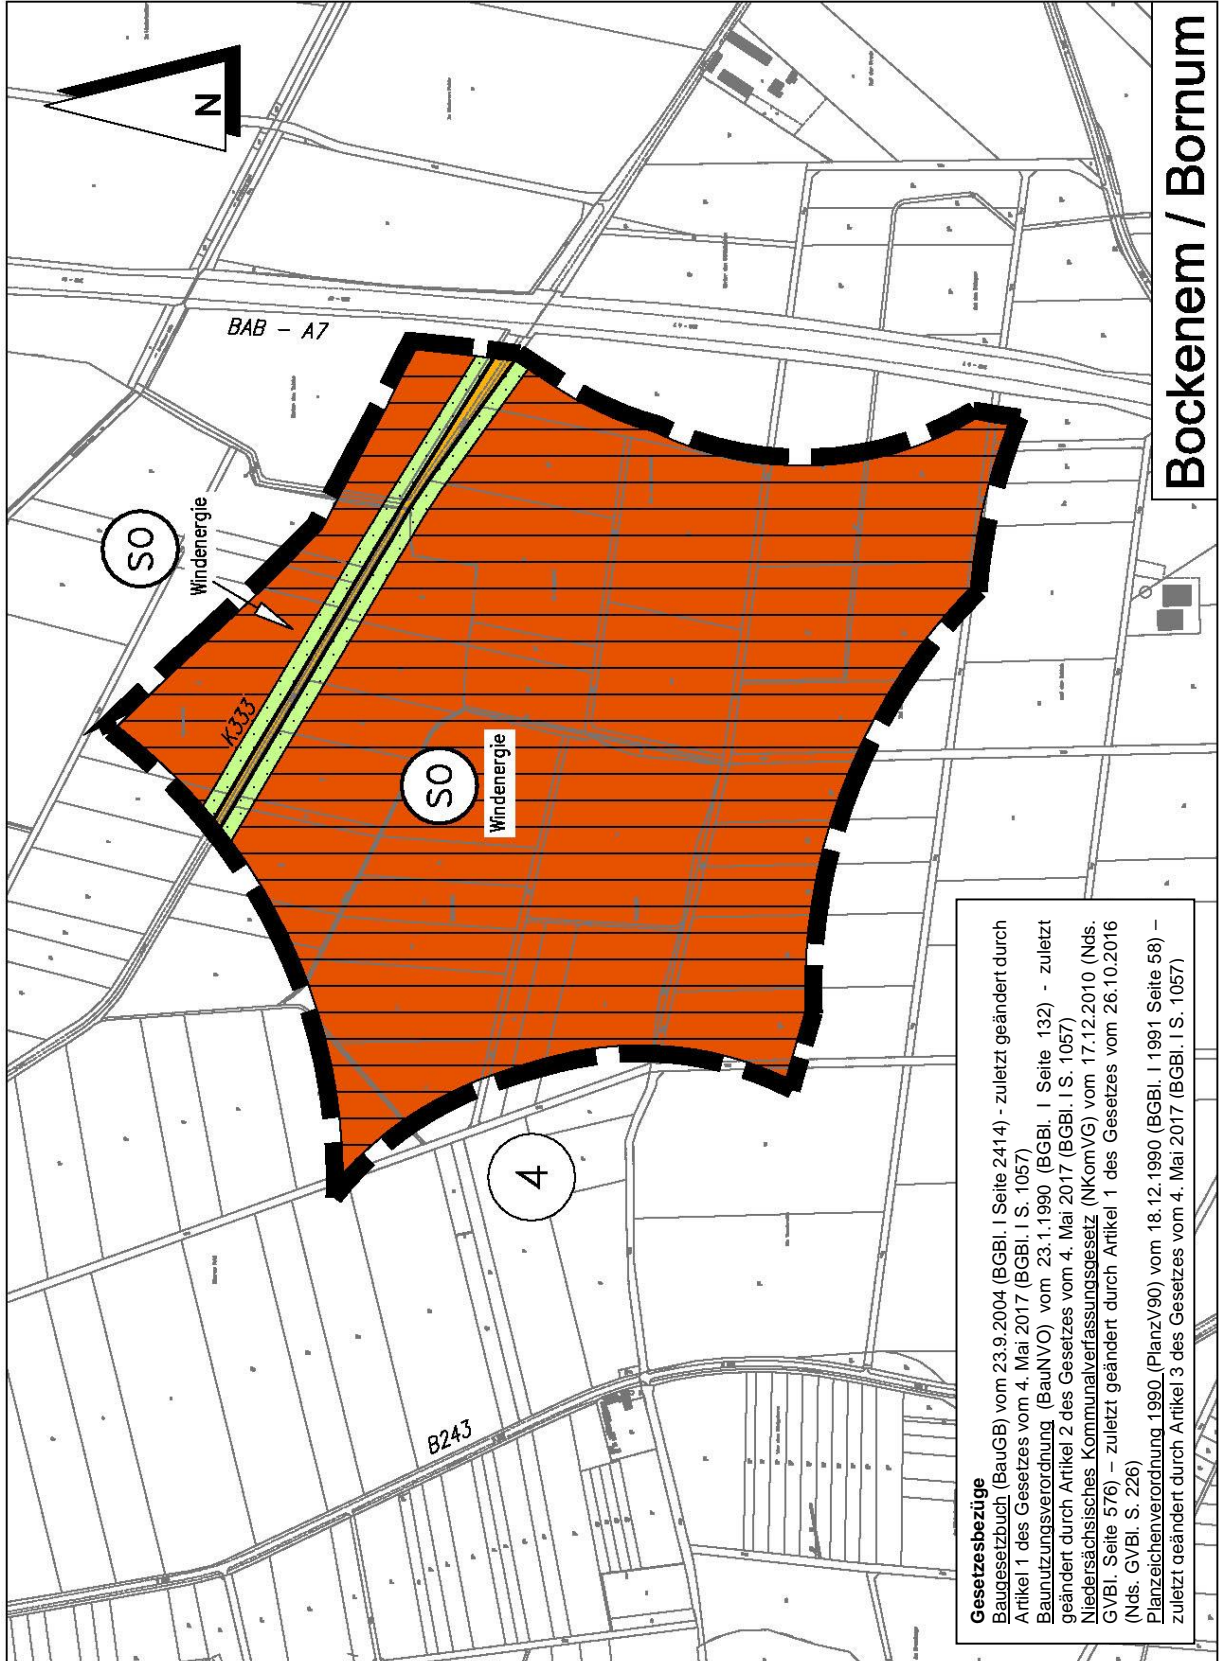 N
BAB - A7
SO
Windenergie
K333
SO
Windenergie
B243
4
Bockenem / Bornum
Gesetzesbezüge
Baugesetzbuch (BauGB) vom 23.9.2004 (BGBl. I Seite 2414) - zuletzt geändert durch
Artikel 1 des Gesetzes vom 4. Mai 2017 (BGBl. I S. 1057)
Baunutzungsverordnung (BauNVO) vom 23.1.1990 (BGBl. I Seite 132) - zuletzt
geändert durch Artikel 2 des Gesetzes vom 4. Mai 2017 (BGBl. I S. 1057)
Niedersächsisches Kommunalverfassungsgesetz (NKomVG) vom 17.12.2010 (Nds.
GVBl. Seite 576) – zuletzt geändert durch Artikel 1 des Gesetzes vom 26.10.2016
(Nds. GVBl. S. 226)
Planzeichenverordnung 1990 (PlanzV90) vom 18.12.1990 (BGBl. I 1991 Seite 58) –
zuletzt geändert durch Artikel 3 des Gesetzes vom 4. Mai 2017 (BGBl. I S. 1057)